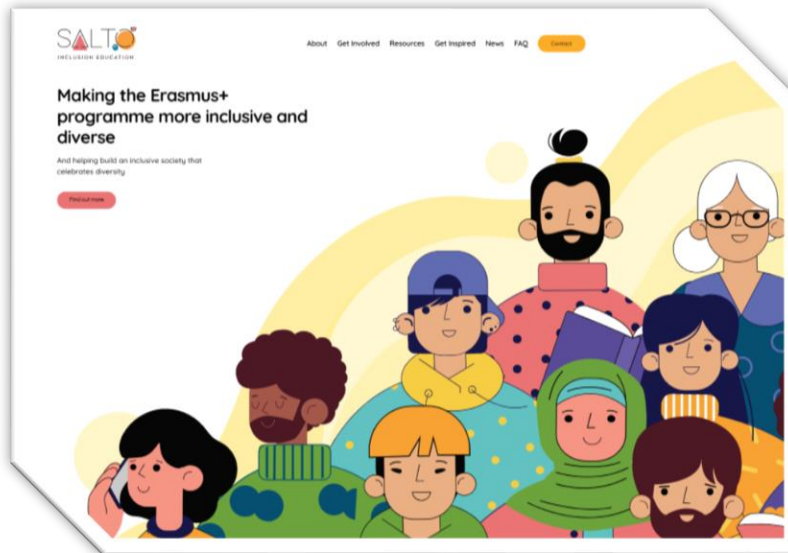 SALTO
INCLUSION EDUCATION
About Get Involved Resources Get Inspired News FAQ Contact
Making the Erasmus+
programme more inclusive and
diverse
And helping build an inclusive society that
celebrates diversity
Find out more